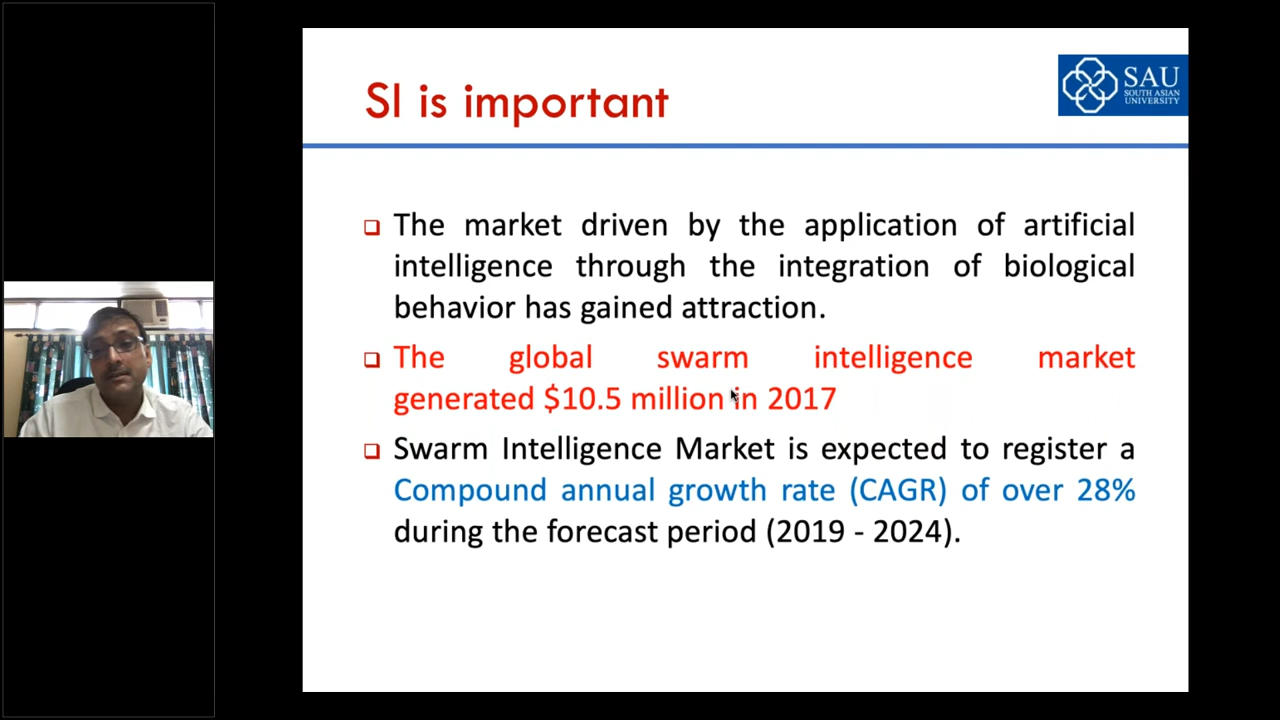 SI is important
SAU
SOUTH ASIAN
UNIVERSITY
The market driven by the application of artificial
intelligence through the integration of biological
behavior has gained attraction.
The global swarm intelligence market
generated $10.5 million in 2017
Swarm Intelligence Market is expected to register a
Compound annual growth rate (CAGR) of over 28%
during the forecast period (2019 - 2024).